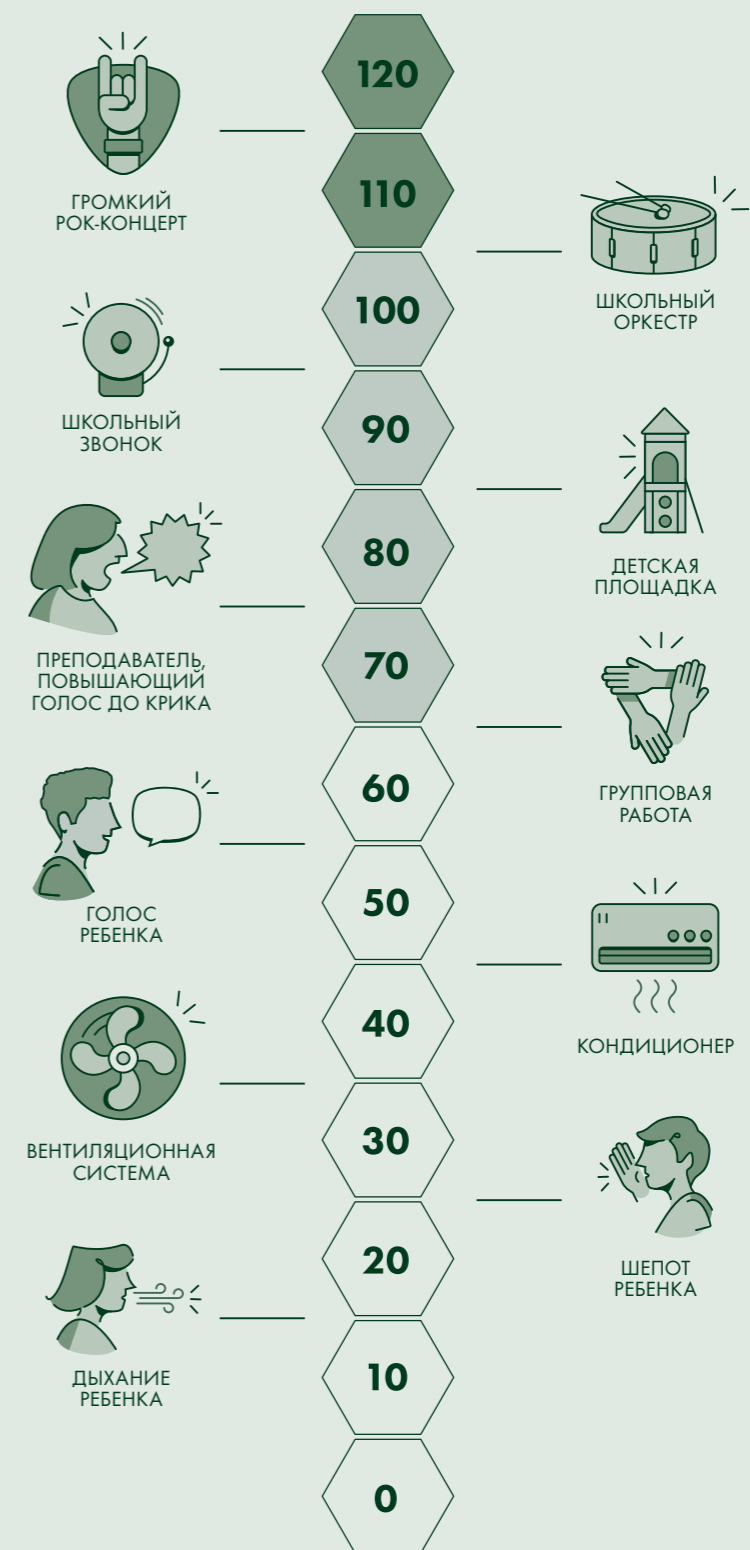 120
ГРОМКИЙ
РОК-КОНЦЕРТ
110
ШКОЛЬНЫЙ
ОРКЕСТР
100
ШКОЛЬНЫЙ
ЗВОНОК
90
ДЕТСКАЯ
ПЛОЩАДКА
80
ПРЕПОДАВАТЕЛЬ,
ПОВЫШАЮЩИЙ
ГОЛОС ДО КРИКА
70
ГРУППОВАЯ
РАБОТА
60
ГОЛОС
РЕБЕНКА
50
КОНДИЦИОНЕР
40
ВЕНТИЛЯЦИОННАЯ
СИСТЕМА
30
ШЕПОТ
РЕБЕНКА
20
ДЫХАНИЕ
РЕБЕНКА
10
0